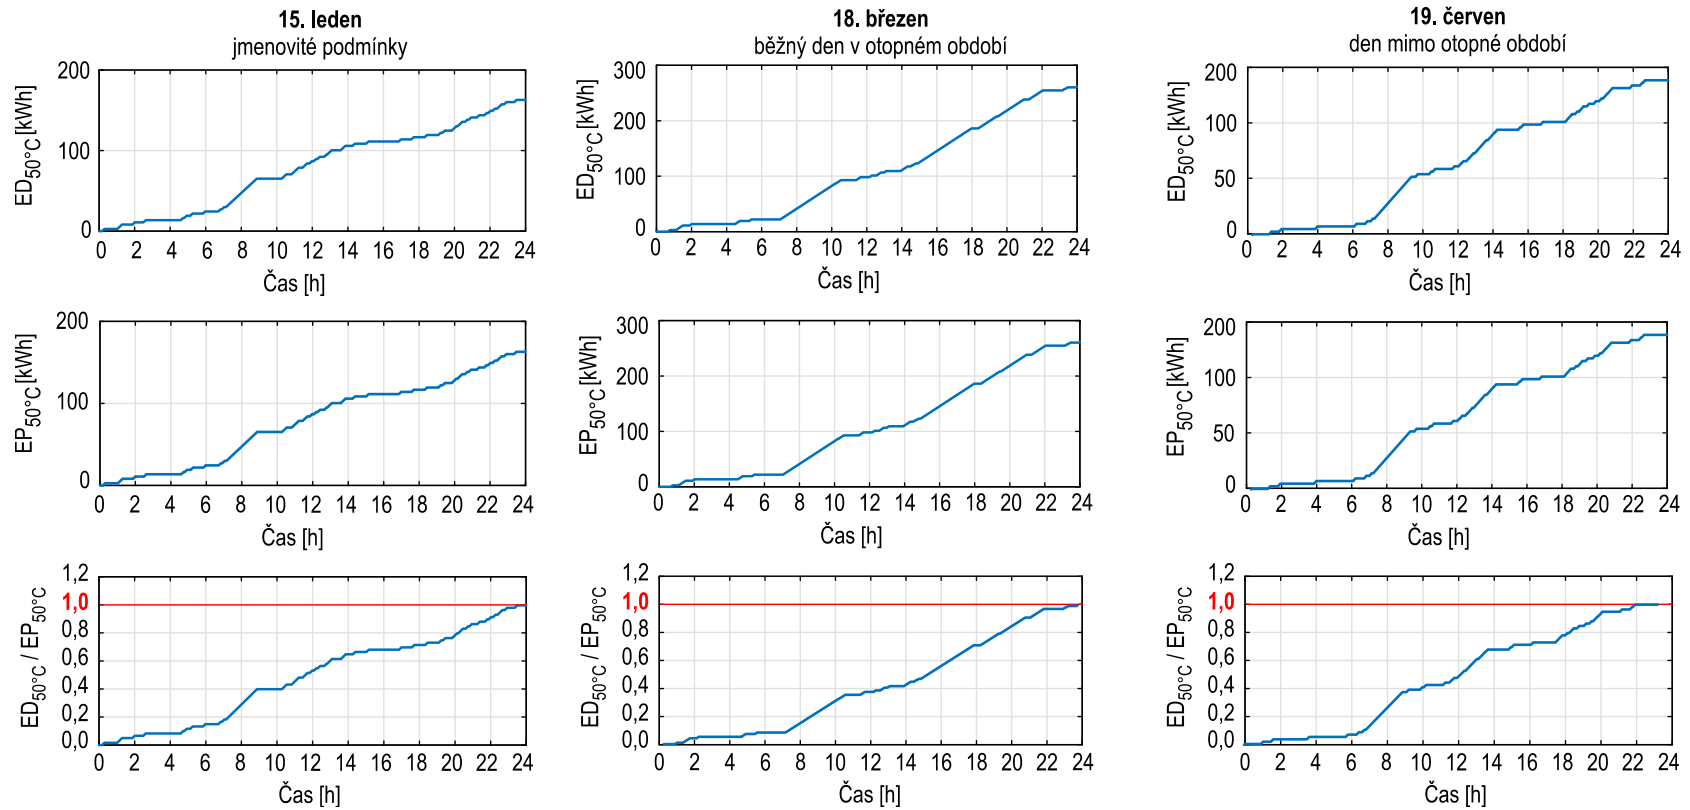 15. leden
jmenovité podmínky
ED50°C [kWh]
200
100
0
0 2 4 6 8 10 12 14 16 18 20 22 24
Čas [h]
18. březen
běžný den v otopném období
ED50°C [kWh]
300
200
100
0
0 2 4 6 8 10 12 14 16 18 20 22 24
Čas [h]
19. červen
den mimo otopné období
ED50°C [kWh]
200
100
50
0
0 2 4 6 8 10 12 14 16 18 20 22 24
Čas [h]
EP50°C [kWh]
200
100
0
0 2 4 6 8 10 12 14 16 18 20 22 24
Čas [h]
EP50°C [kWh]
300
200
100
0
0 2 4 6 8 10 12 14 16 18 20 22 24
Čas [h]
EP50°C [kWh]
200
100
50
0
0 2 4 6 8 10 12 14 16 18 20 22 24
Čas [h]
ED50°C / EP50°C
1,2
1,0
0,8
0,6
0,4
0,2
0,0
0 2 4 6 8 10 12 14 16 18 20 22 24
Čas [h]
ED50°C / EP50°C
1,2
1,0
0,8
0,6
0,4
0,2
0,0
0 2 4 6 8 10 12 14 16 18 20 22 24
Čas [h]
ED50°C / EP50°C
1,2
1,0
0,8
0,6
0,4
0,2
0,0
0 2 4 6 8 10 12 14 16 18 20 22 24
Čas [h]